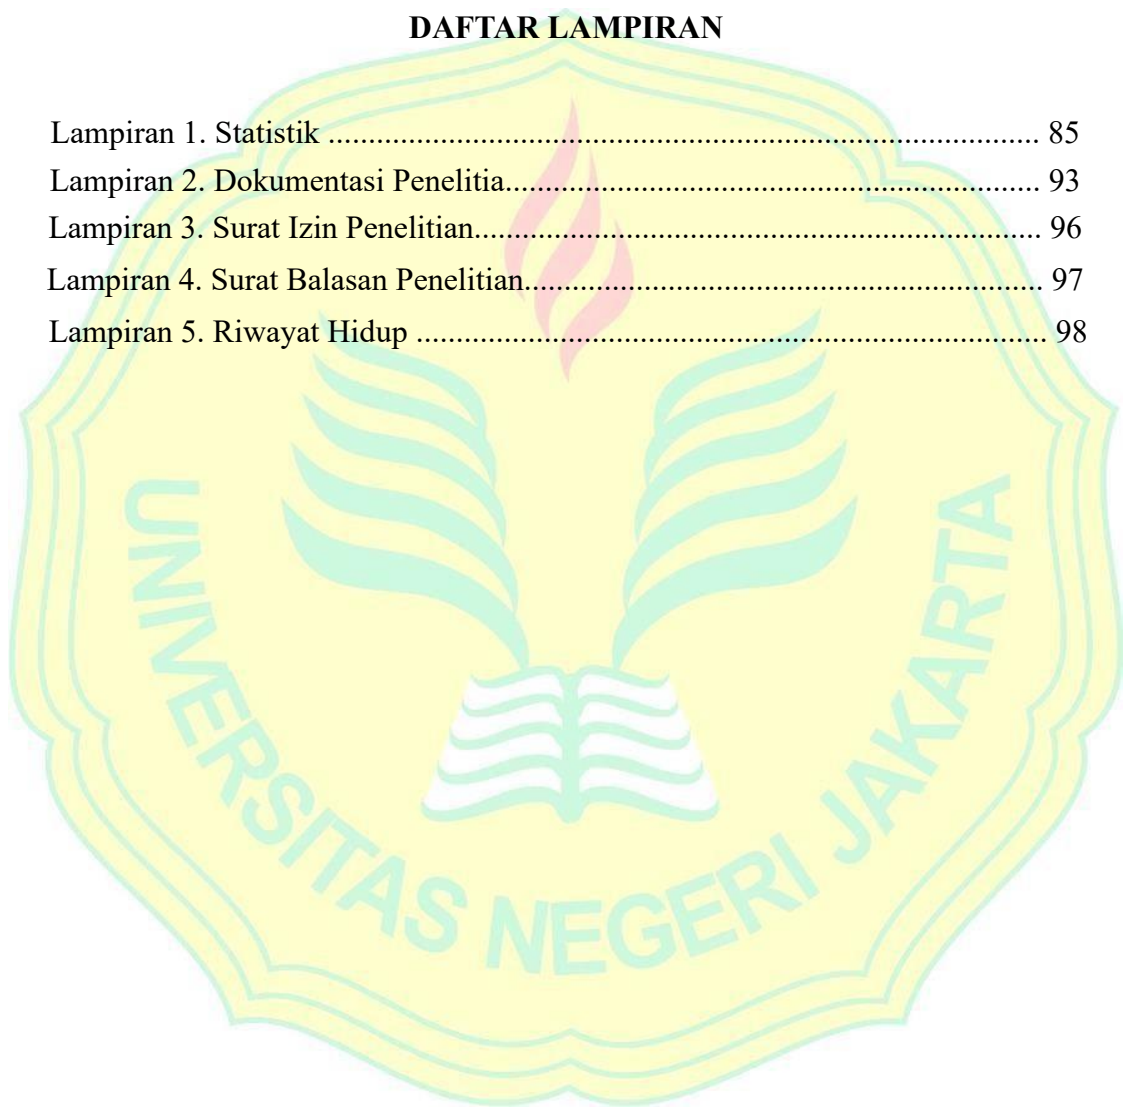 DAFTAR LAMPIRAN
Lampiran 1. Statistik ........................................................................................ 85
Lampiran 2. Dokumentasi Penelitia.................................................................. 93
Lampiran 3. Surat Izin Penelitian...................................................................... 96
Lampiran 4. Surat Balasan Penelitian................................................................ 97
Lampiran 5. Riwayat Hidup .............................................................................. 98
UNIVERSITAS NEGERI JAKARTA